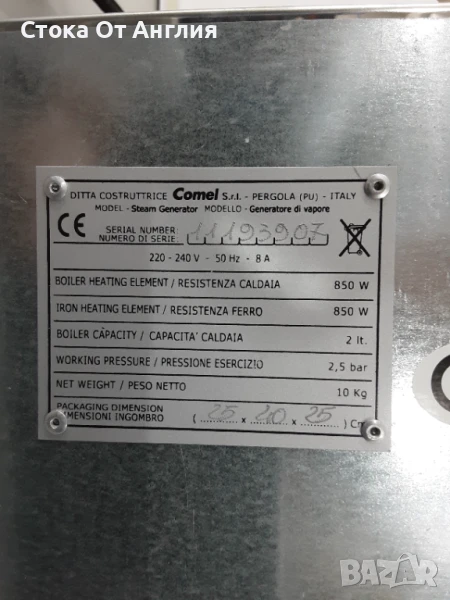 Стока От Англия
DITTA COSTRUTTRICE Comel S.r.l. - PERGOLA (PU) - ITALY
MODEL - Steam Generator MODELLO - Generatore di vapore
CE
SERIAL NUMBER:
NUMERO DI SERIE: 11193907
220 - 240 V - 50 Hz - 8 A
BOILER HEATING ELEMENT / RESISTENZA CALDAIA 850 W
IRON HEATING ELEMENT / RESISTENZA FERRO 850 W
BOILER CAPACITY / CAPACITA' CALDAIA 2 lt.
WORKING PRESSURE / PRESSIONE ESERCIZIO 2,5 bar
NET WEIGHT / PESO NETTO 10 Kg
PACKAGING DIMENSION
DIMENSIONI INGOMBRO ( 25 x 20 x 25 ) Cm
BAZAR